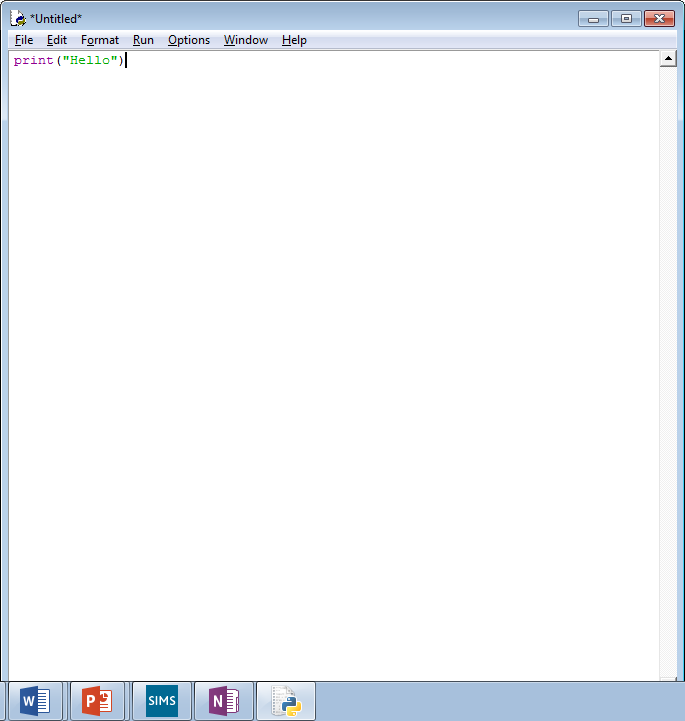 *Untitled*
File Edit Format Run Options Window Help
print("Hello")
W P SIMS N